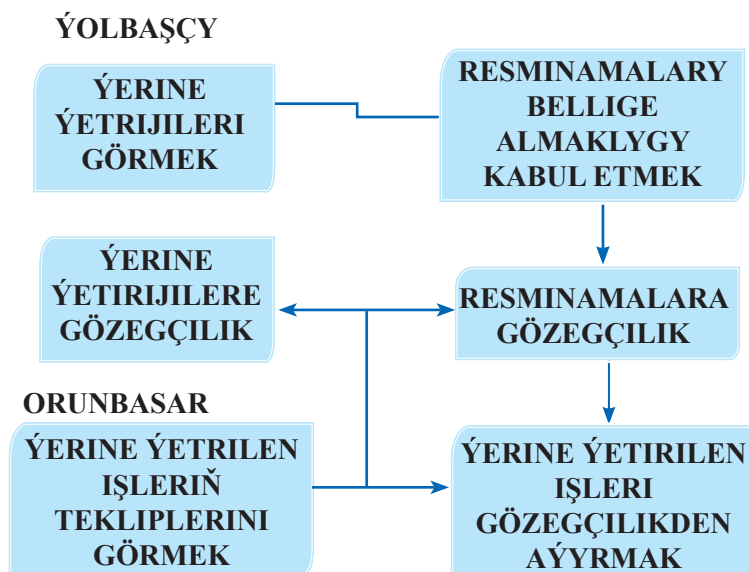 ÝOLBAŞÇY
ÝERINE
ÝETRIJILERI
GÖRMEK
RESMINAMALARY
BELLIGE
ALMAKLYGY
KABUL ETMEK
ÝERINE
ÝETIRIJILERE
GÖZEGÇILIK
RESMINAMALARA
GÖZEGÇILIK
ORUNBASAR
ÝERINE ÝETRILEN
IŞLERIŇ
TEKLIPLERINI
GÖRMEK
ÝERINE ÝETIRILEN
IŞLERI
GÖZEGÇILIKDEN
AÝYRMAK